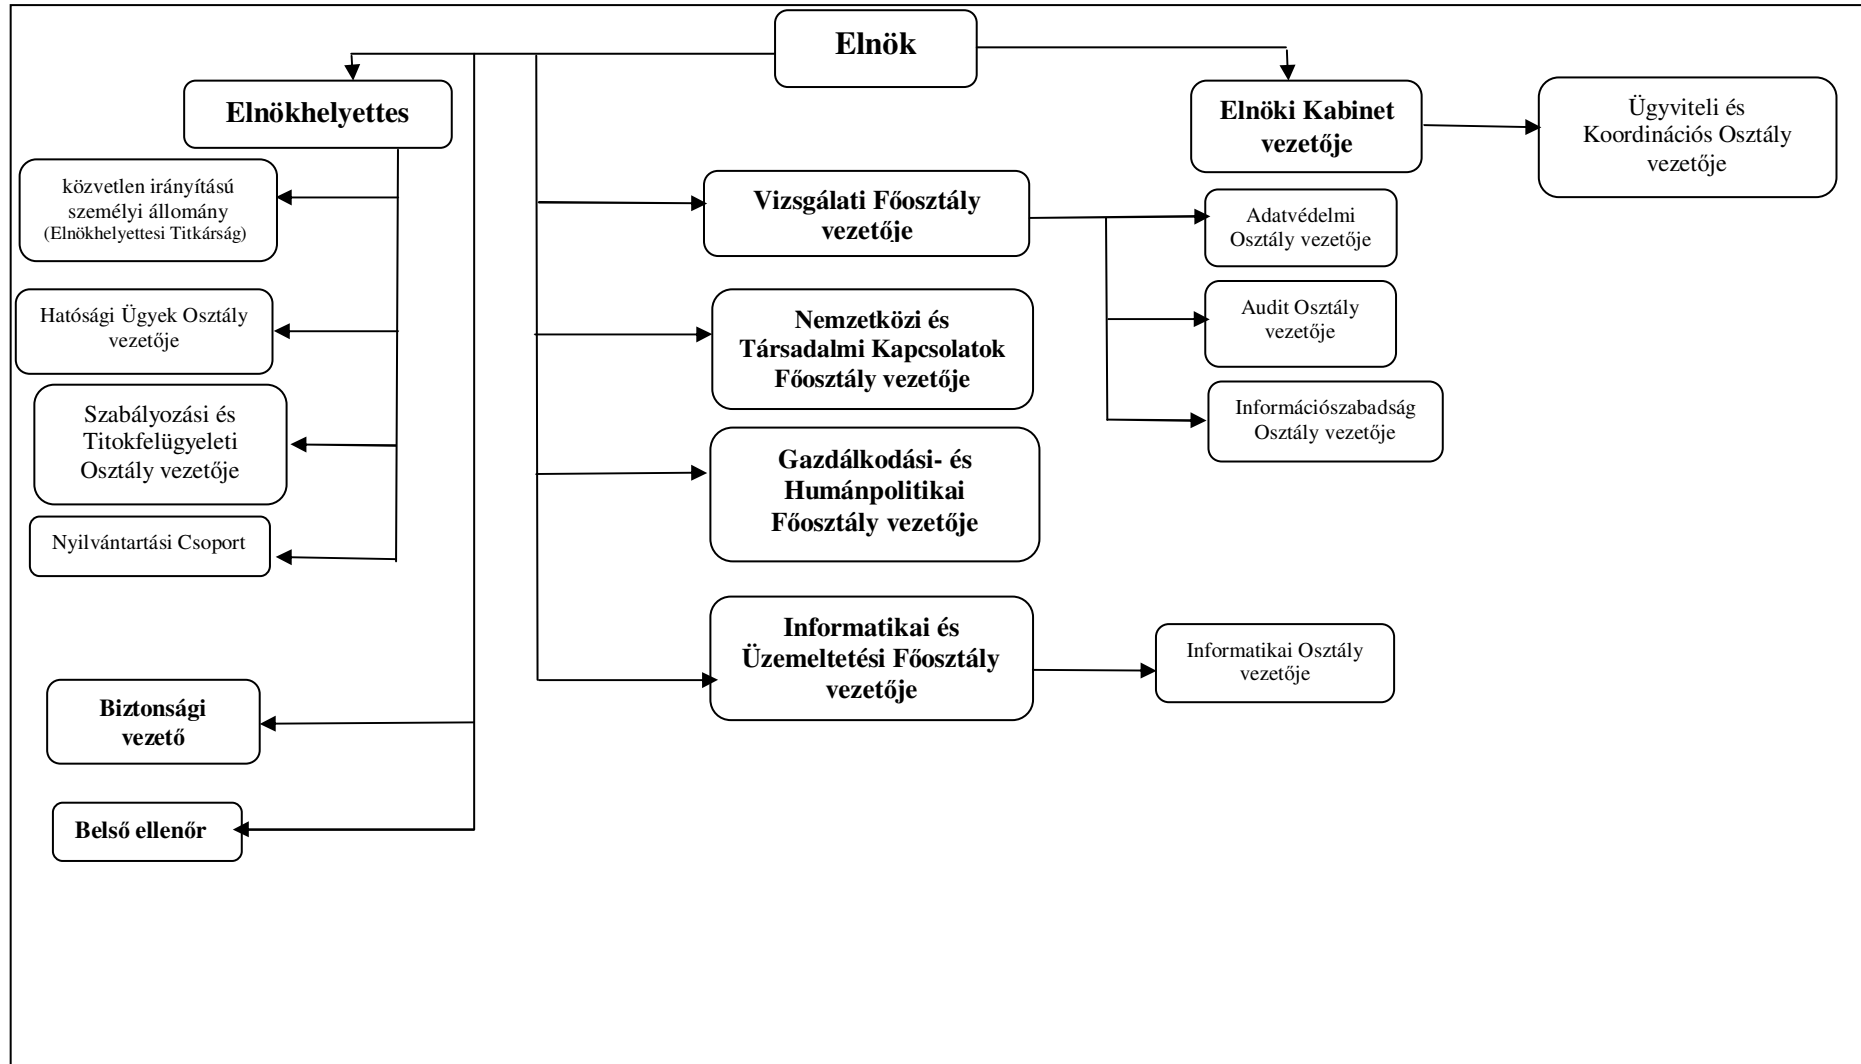 Elnök
Elnökhelyettes
közvetlen irányítású
személyi állomány
(Elnökhelyettesi Titkárság)
Hatósági Ügyek Osztály
vezetője
Szabályozási és
Titokfelügyeleti
Osztály vezetője
Nyilvántartási Csoport
Biztonsági
vezető
Belső ellenőr
Vizsgálati Főosztály
vezetője
Nemzetközi és
Társadalmi Kapcsolatok
Főosztály vezetője
Gazdálkodási- és
Humánpolitikai
Főosztály vezetője
Informatikai és
Üzemeltetési Főosztály
vezetője
Elnöki Kabinet
vezetője
Adatvédelmi
Osztály vezetője
Audit Osztály
vezetője
Információszabadság
Osztály vezetője
Informatikai Osztály
vezetője
Ügyviteli és
Koordinációs Osztály
vezetője